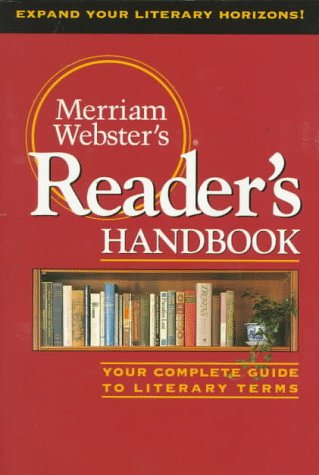 EXPAND YOUR LITERARY HORIZONS!
Merriam
Webster's
®
Reader's
HANDBOOK
YOUR COMPLETE GUIDE
TO LITERARY TERMS